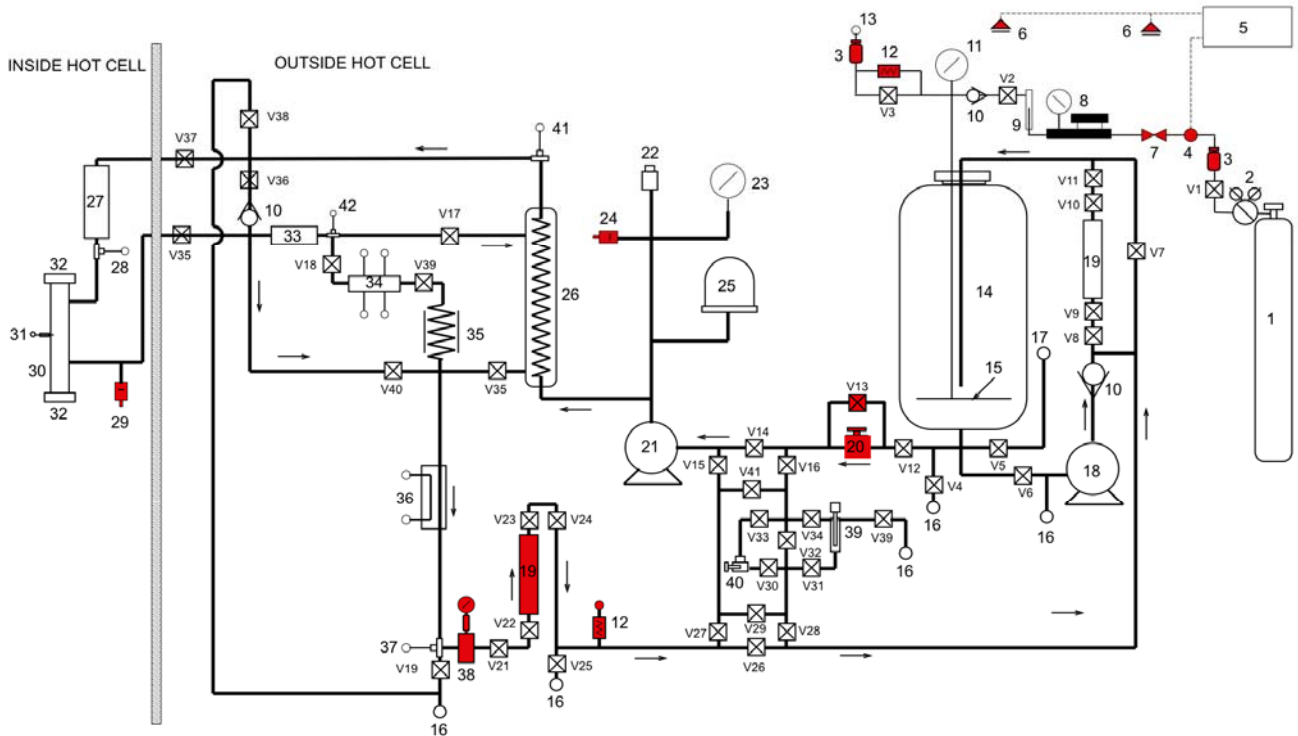 13
11
6
6
5
3
12
V2
8
V3
10
9
7
4
3
2
V1
INSIDE HOT CELL
OUTSIDE HOT CELL
V38
V37
41
22
23
V36
27
10
42
V17
24
V35
33
28
V18
V39
34
32
31
30
29
32
35
26
25
V40
V35
14
15
17
V11
V10
19
V9
V8
V7
10
1
V13
20
V14
V12
V5
21
V15
V16
V4
V6
18
16
16
V41
36
V23
V24
V33
V34
39
V39
V32
16
40
V30
V31
19
V22
12
V29
V27
V28
V26
37
V19
38
V21
V25
16
16